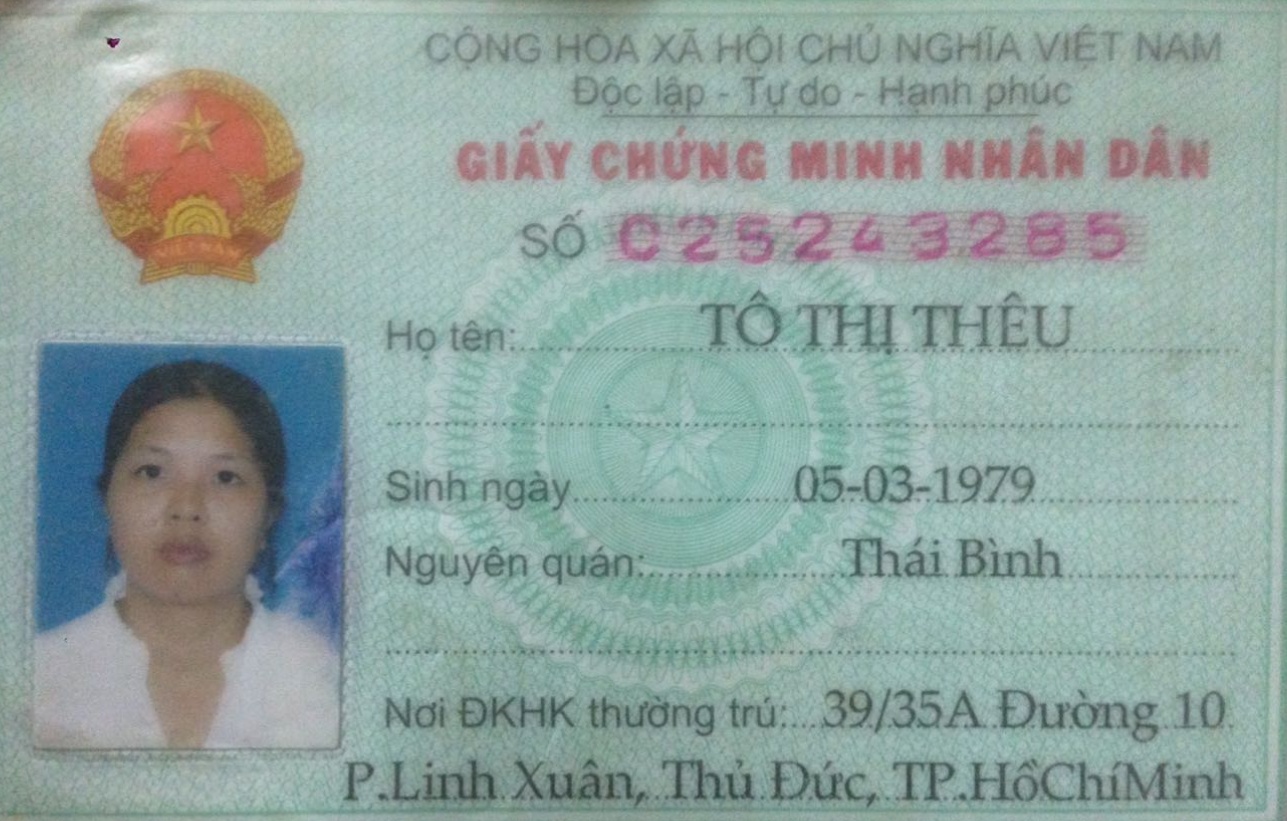 CỘNG HÒA XÃ HỘI CHỦ NGHĨA VIỆT NAM
Độc lập - Tự do - Hạnh phúc
GIẤY CHỨNG MINH NHÂN DÂN
SỐ 025243285
Họ tên: TÔ THỊ THÊU
Sinh ngày 05-03-1979
Nguyên quán: Thái Bình
Nơi ĐKHK thường trú: 39/35A Đường 10
P.Linh Xuân, Thủ Đức, TP.HồChíMinh